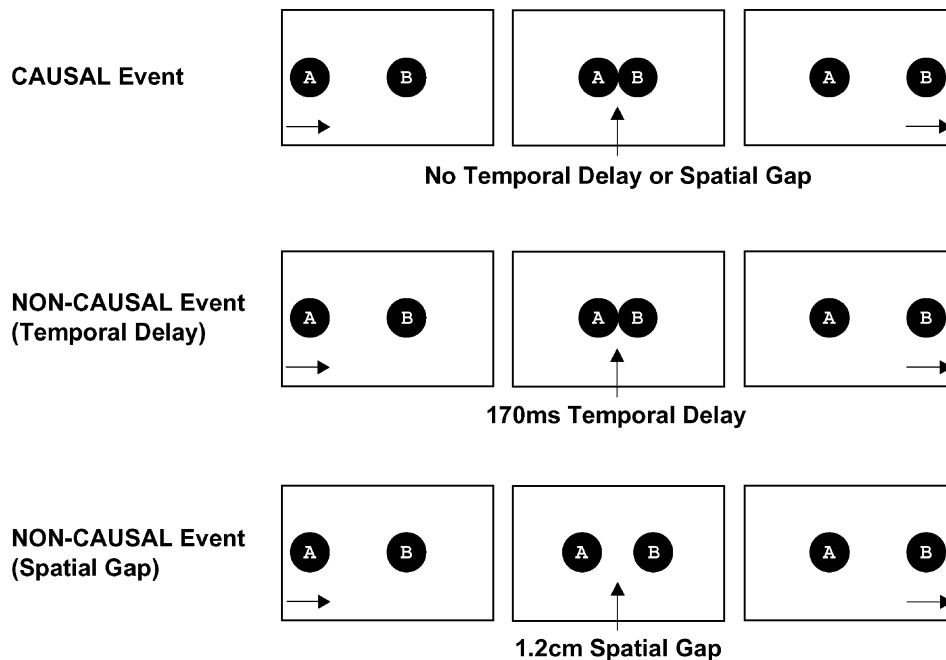 CAUSAL Event
A B
A B
A B
No Temporal Delay or Spatial Gap
NON-CAUSAL Event
(Temporal Delay)
A B
A B
A B
170ms Temporal Delay
NON-CAUSAL Event
(Spatial Gap)
A B
A B
A B
1.2cm Spatial Gap